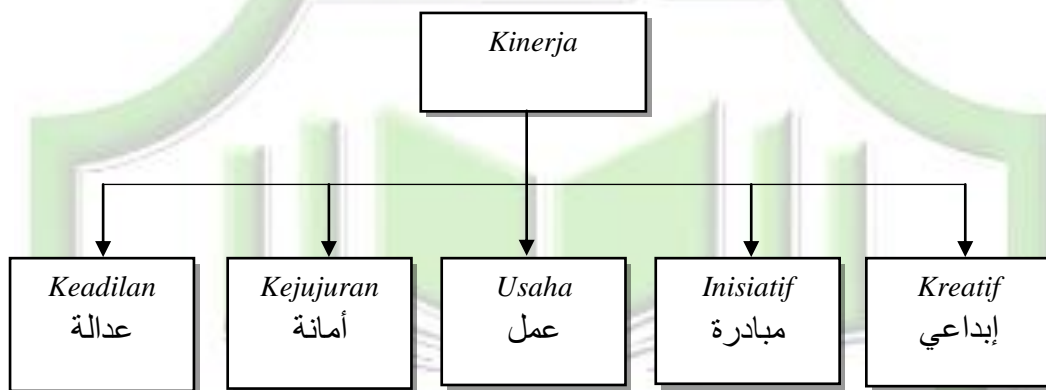 Kinerja
Keadilan
عدالة
Kejujuran
أمانة
Usaha
عمل
Inisiatif
مبادرة
Kreatif
إبداعي